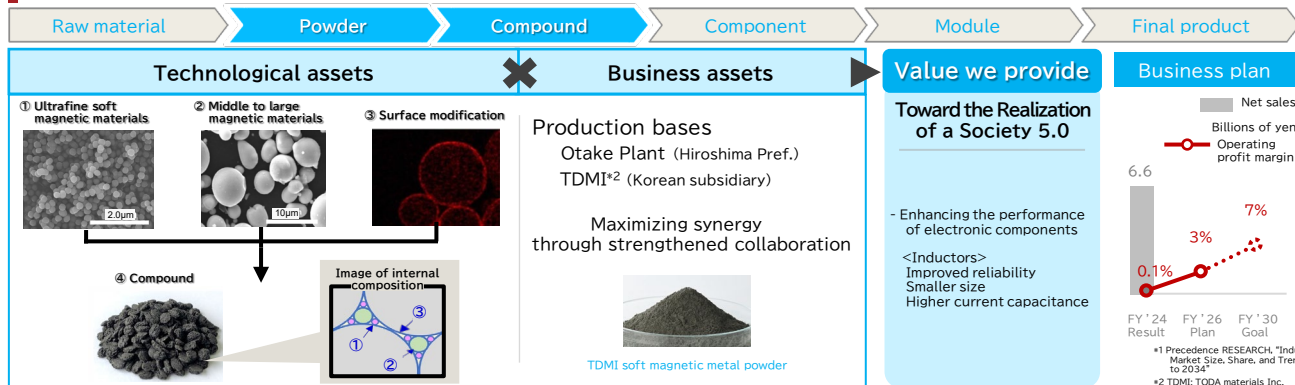 Raw material
Powder
Compound
Component
Module
Final product
Technological assets
Business assets
Value we provide
Business plan
① Ultrafine soft
magnetic materials
② Middle to large
magnetic materials
③ Surface modification
2.0μm
10μm
④ Compound
Image of internal
composition
③
①
②
Production bases
Otake Plant (Hiroshima Pref.)
TDMI*2 (Korean subsidiary)
Maximizing synergy
through strengthened collaboration
TDMI soft magnetic metal powder
Toward the Realization
of a Society 5.0
- Enhancing the performance
of electronic components
<Inductors>
Improved reliability
Smaller size
Higher current capacitance
Net sales
Billions of yen
Operating
profit margin
6.6
0.1%
3%
7%
FY '24
Result
FY '26
Plan
FY '30
Goal
*1 Precedence RESEARCH, "
Market Size, Share, and
to 2034"
*2 TDMI: TODA materials Inc.